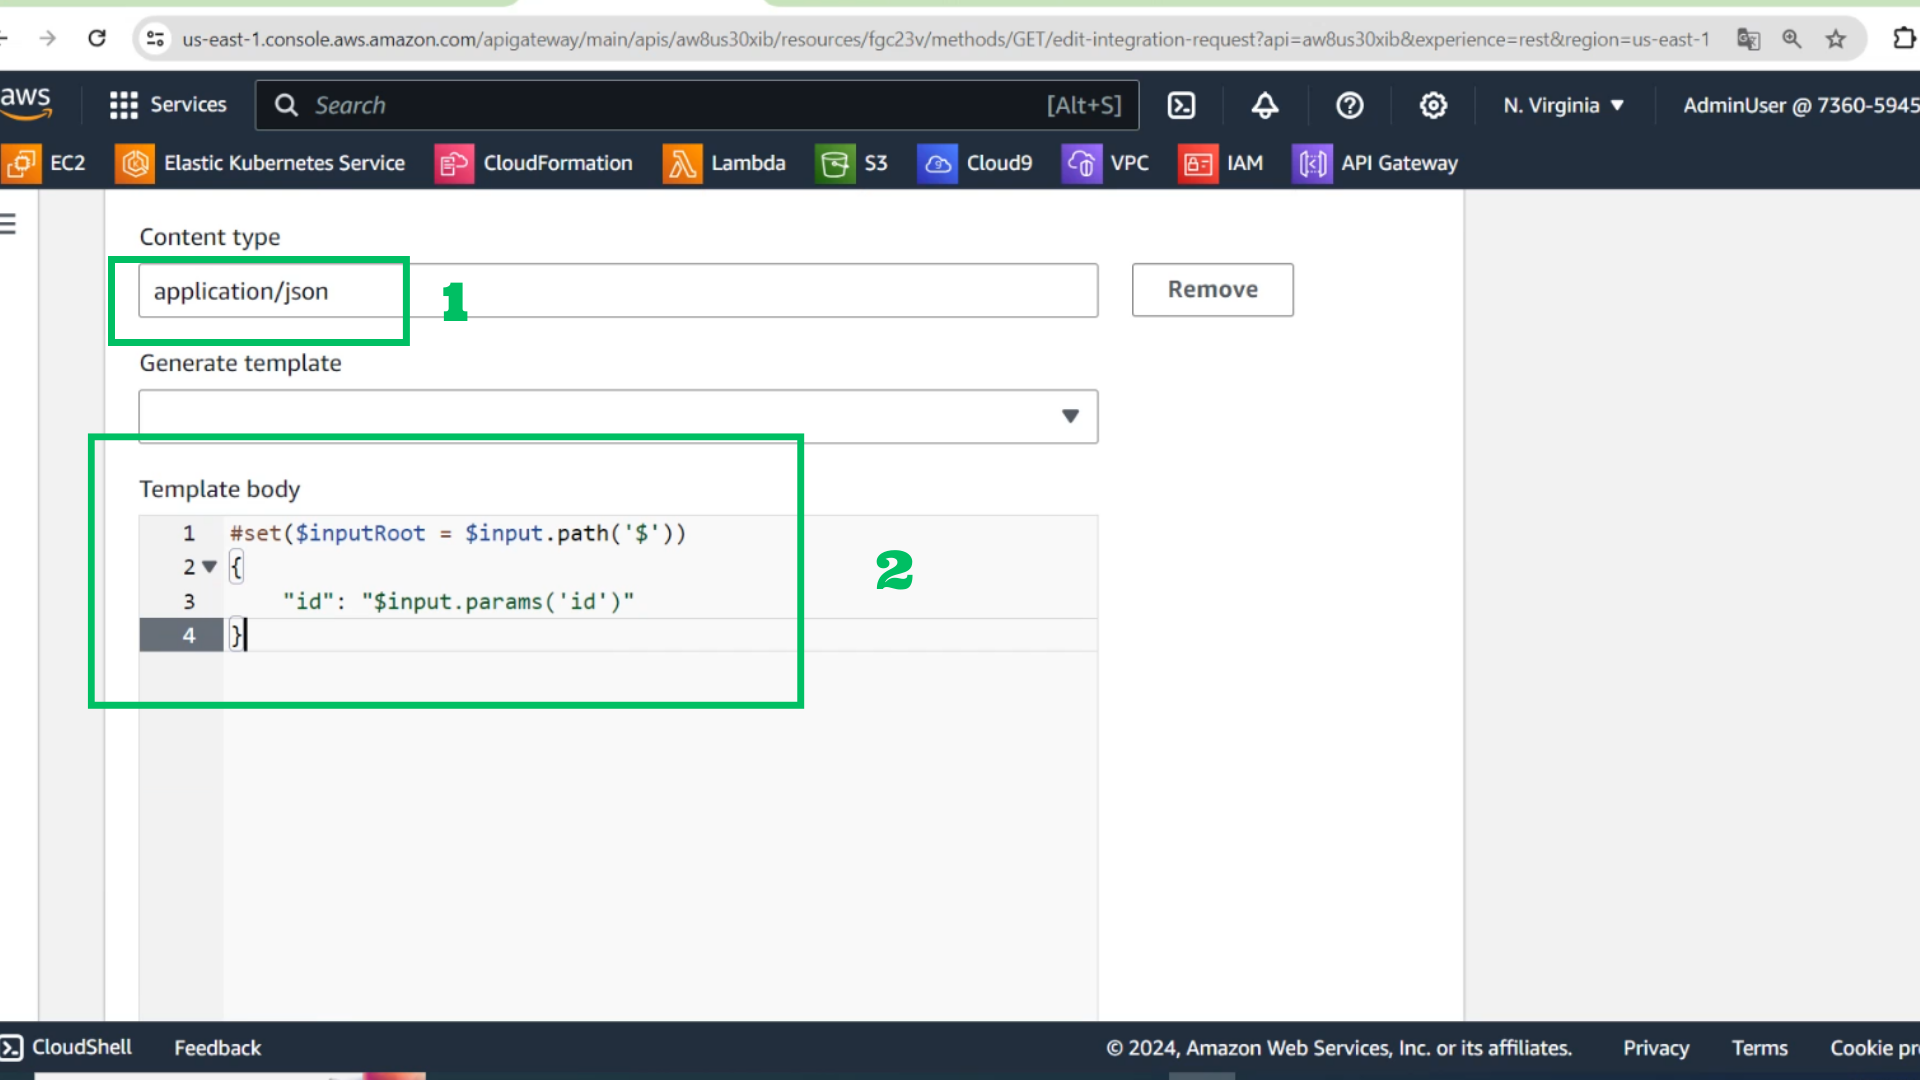 us-east-1.console.aws.amazon.com/apigateway/main/apis/aw8us30xib/resources/fgc23v/methods/GET/edit-integration-request?api=aw8us30xib&experience=rest&region=us-east-1
aws Services Search [Alt+S] N. Virginia AdminUser @ 7360-5945
EC2 Elastic Kubernetes Service CloudFormation Lambda S3 Cloud9 VPC IAM API Gateway
Content type
application/json 1 Remove
Generate template
Template body
1 #set($inputRoot = $input.path('$'))
2 {
2
3 "id": "$input.params('id')"
4 }
CloudShell Feedback © 2024, Amazon Web Services, Inc. or its affiliates. Privacy Terms Cookie pr